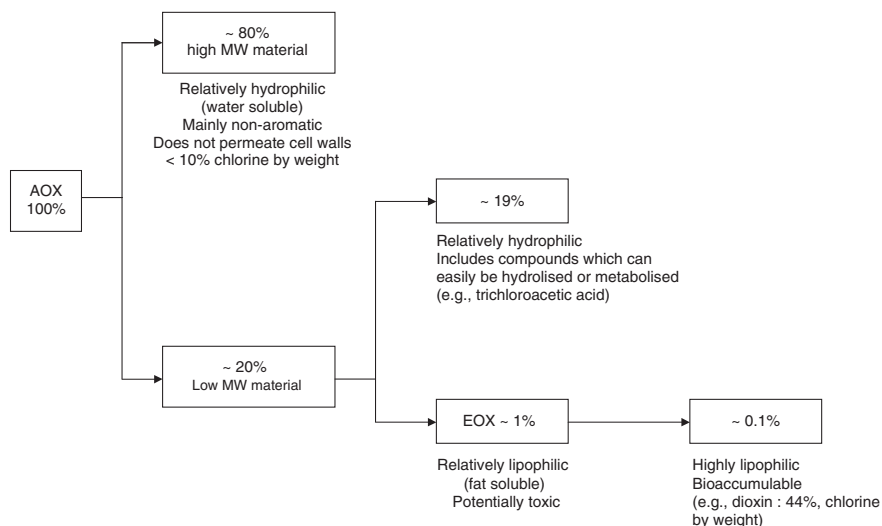 ~ 80%
high MW material
Relatively hydrophilic
(water soluble)
Mainly non-aromatic
Does not permeate cell walls
< 10% chlorine by weight
AOX
100%
~ 19%
Relatively hydrophilic
Includes compounds which can
easily be hydrolised or metabolised
(e.g., trichloroacetic acid)
~ 20%
Low MW material
EOX ~ 1%
Relatively lipophilic
(fat soluble)
Potentially toxic
~ 0.1%
Highly lipophilic
Bioaccumulable
(e.g., dioxin : 44%, chlorine
by weight)